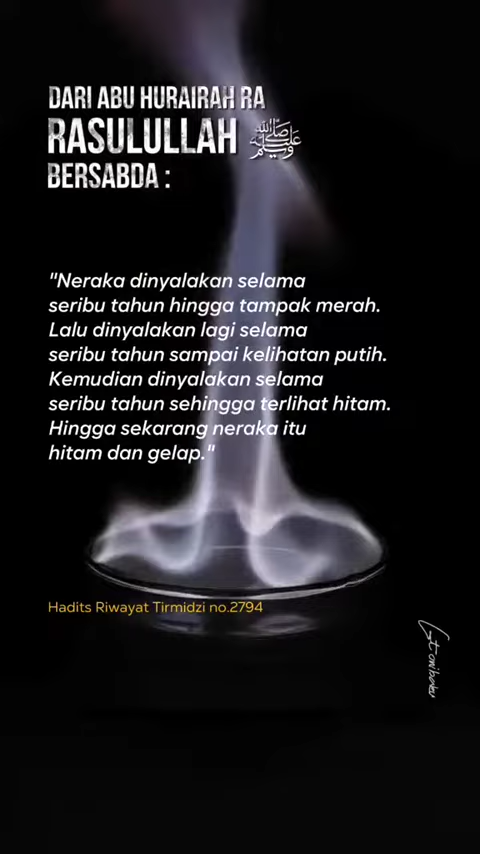 DARI ABU HURAIRAH RA
RASULULLAH ﷺ
BERSABDA :
"Neraka dinyalakan selama
seribu tahun hingga tampak merah.
Lalu dinyalakan lagi selama
seribu tahun sampai kelihatan putih.
Kemudian dinyalakan selama
seribu tahun sehingga terlihat hitam.
Hingga sekarang neraka itu
hitam dan gelap."
Hadits Riwayat Tirmidzi no.2794